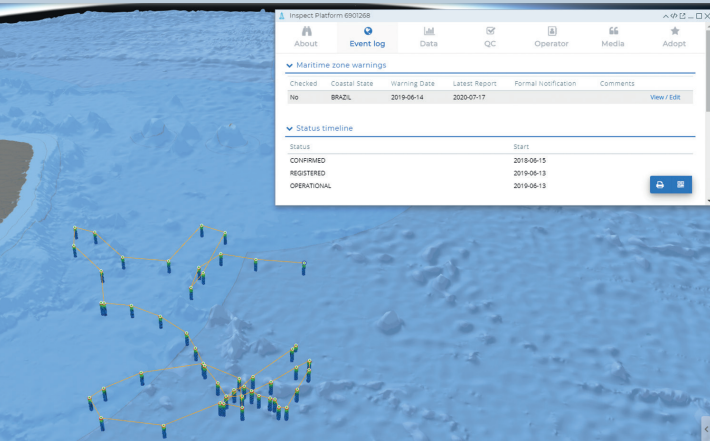 Inspect Platform 6901268
About Event log Data QC Operator Media Adopt
Maritime zone warnings
Checked Coastal State Warning Date Latest Report Formal Notification Comments
No BRAZIL 2019-06-14 2020-07-17 View / Edit
Status timeline
Status Start
CONFIRMED 2018-06-15
REGISTERED 2019-06-13
OPERATIONAL 2019-06-13